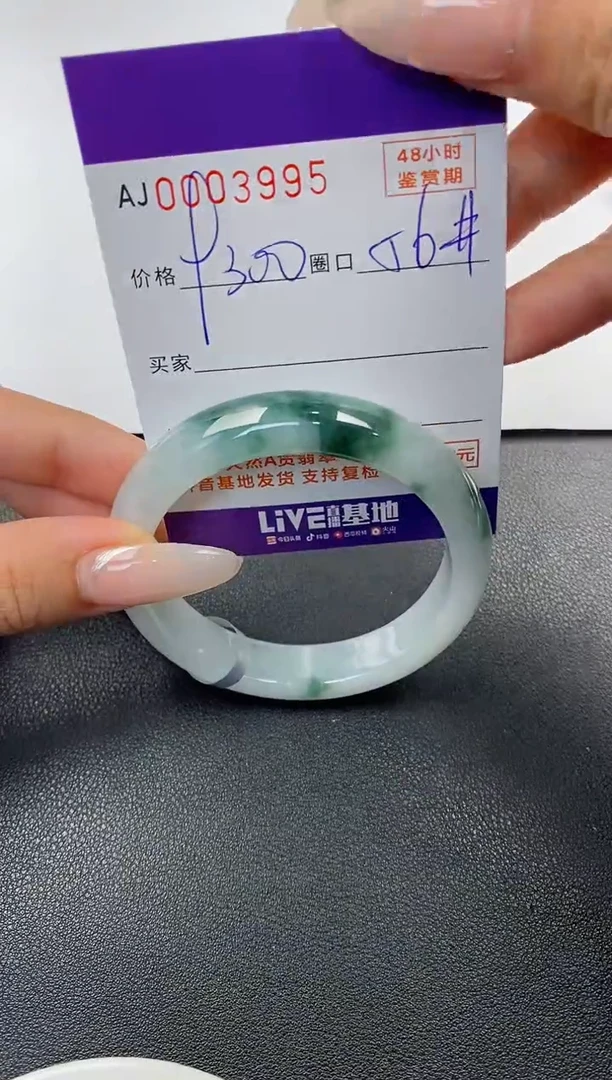 48小时
鉴赏期
AJ0003995
价格 9300 圈口 56#
买家
天然A货翡翠
元
音基地发货 支持复检
LiVE直播基地
今日头条 抖音 西瓜视频 火山